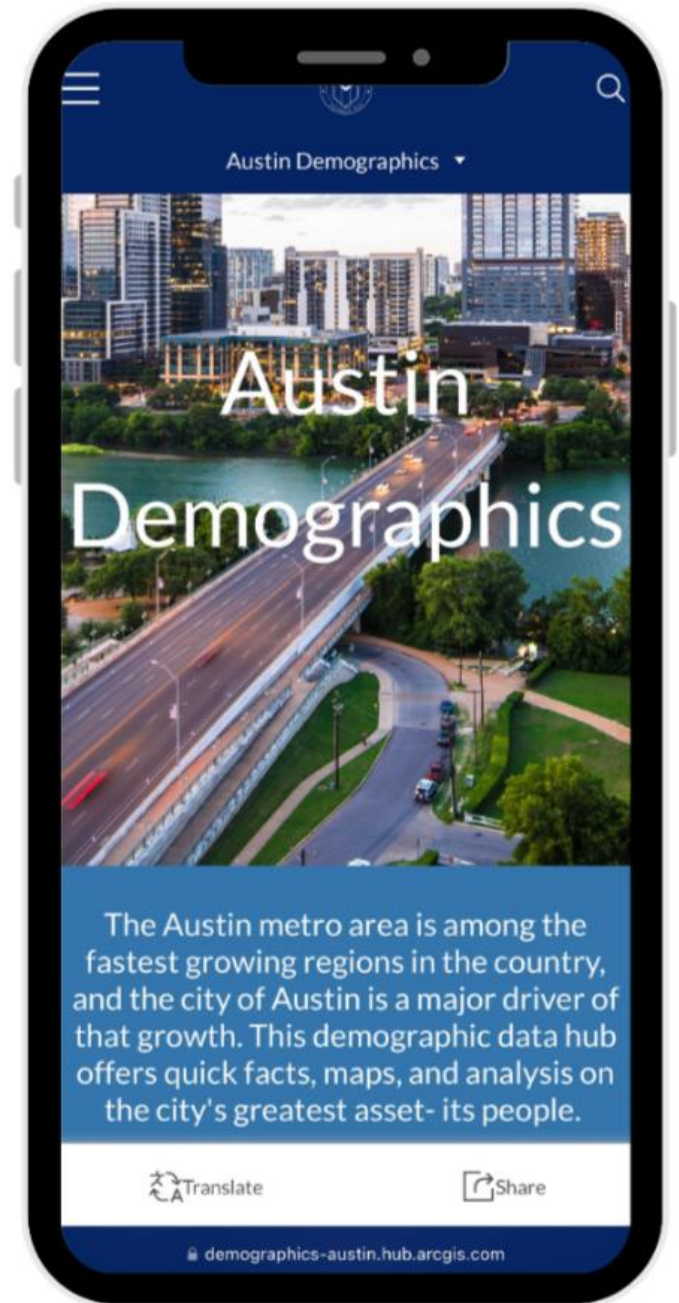 Austin Demographics
Austin
Demographics
The Austin metro area is among the
fastest growing regions in the country,
and the city of Austin is a major driver of
that growth. This demographic data hub
offers quick facts, maps, and analysis on
the city's greatest asset- its people.
Translate
Share
demographics-austin.hub.arcgis.com